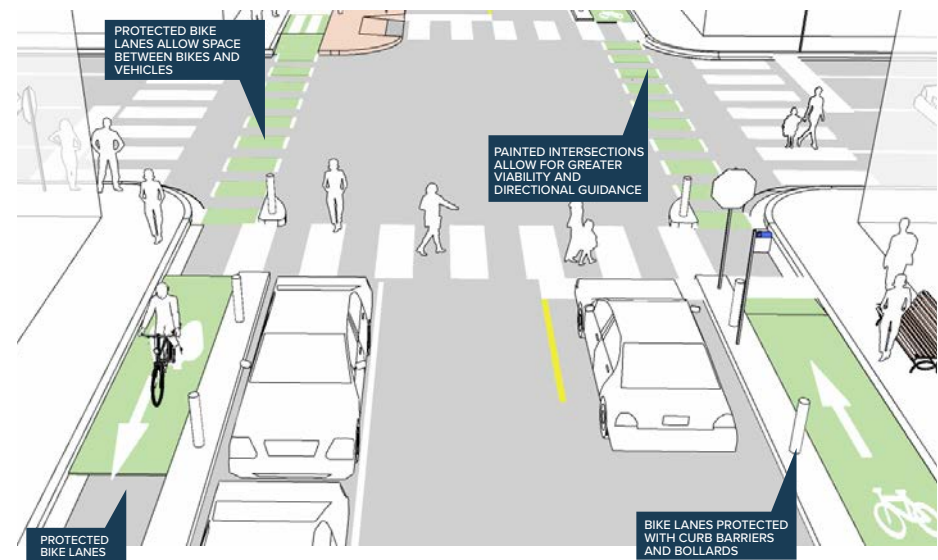 PROTECTED BIKE
LANES ALLOW SPACE
BETWEEN BIKES AND
VEHICLES
PAINTED INTERSECTIONS
ALLOW FOR GREATER
VIABILITY AND
DIRECTIONAL GUIDANCE
PROTECTED
BIKE LANES
BIKE LANES PROTECTED
WITH CURB BARRIERS
AND BOLLARDS